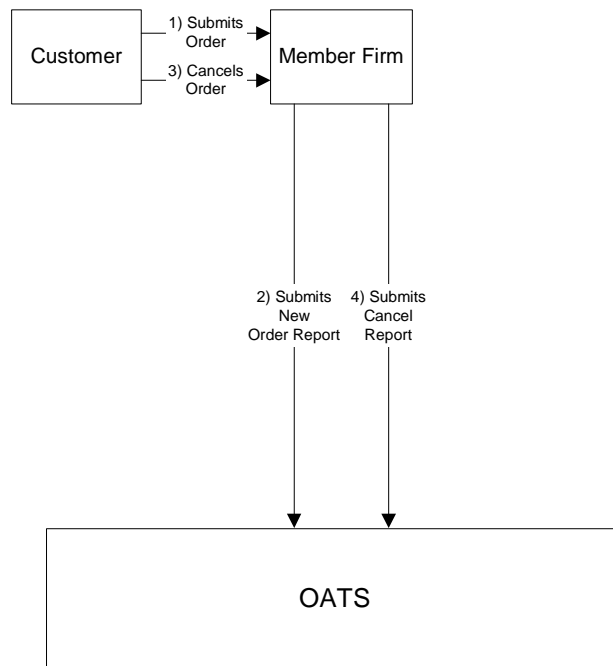 1) Submits
Order
Customer
Member Firm
3) Cancels
Order
2) Submits
New
Order Report
4) Submits
Cancel
Report
OATS